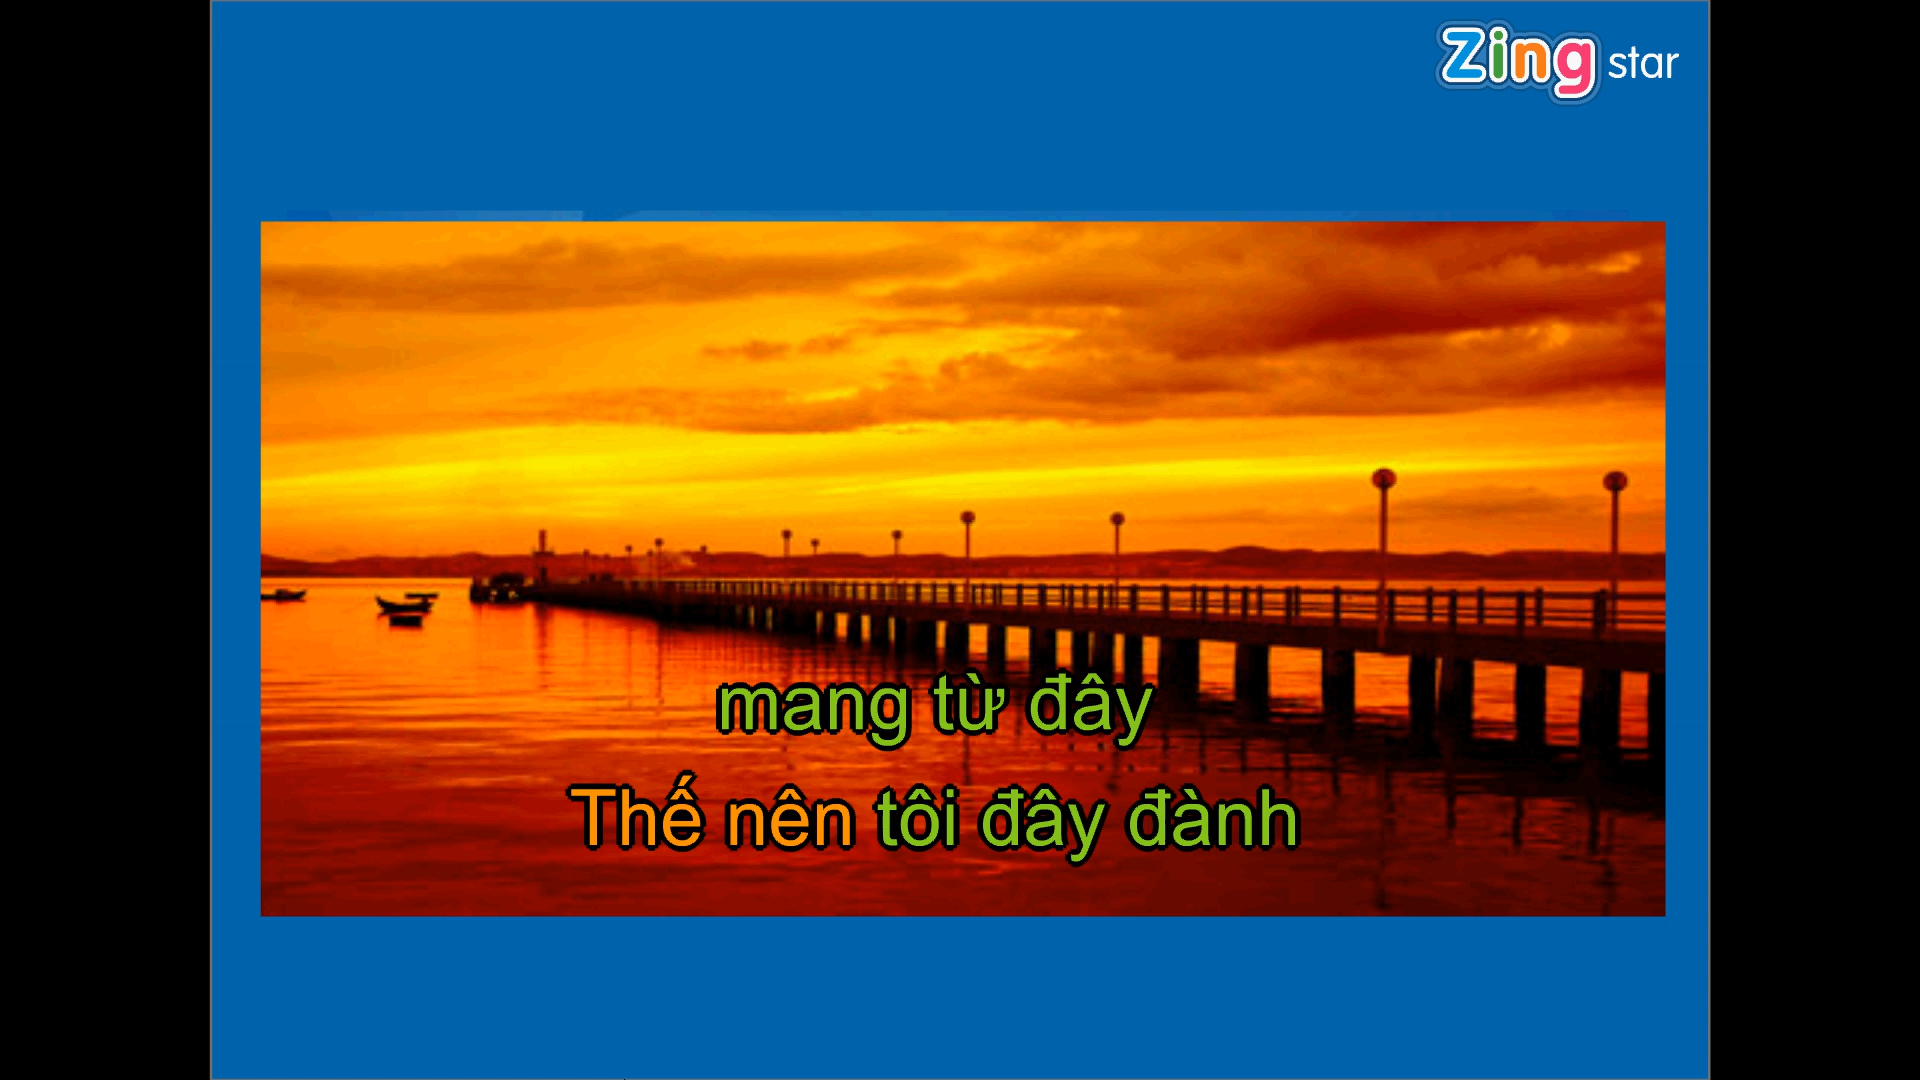 Zing star
mang từ đây
Thế nên tôi đây đành